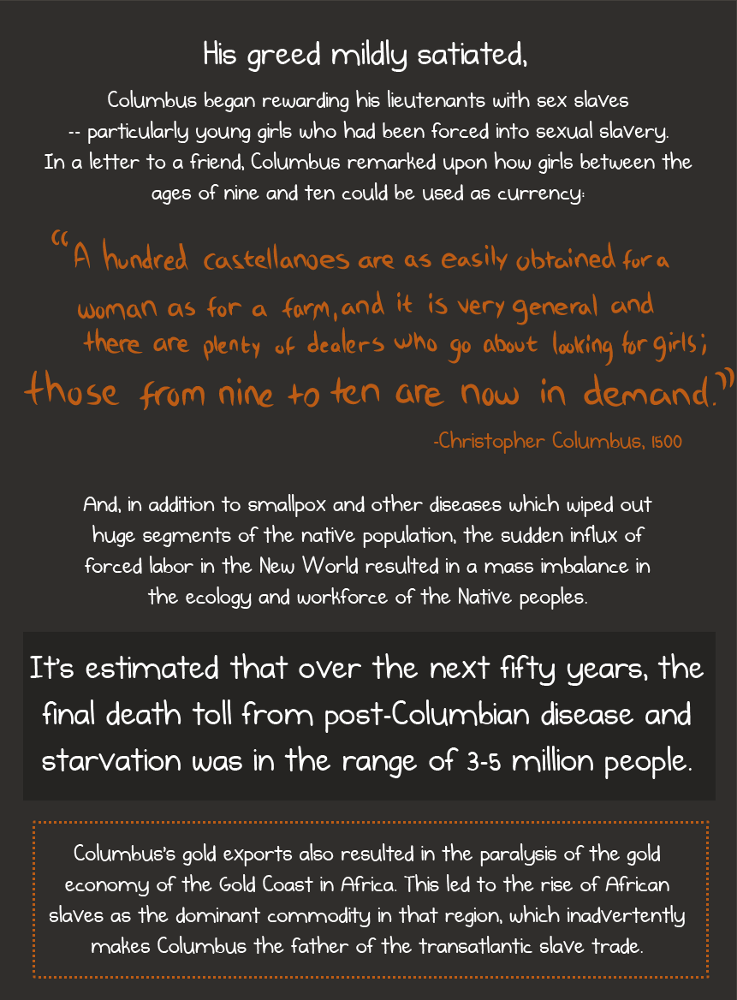 His greed mildly satiated,
Columbus began rewarding his lieutenants with sex slaves
-- particularly young girls who had been forced into sexual slavery.
In a letter to a friend, Columbus remarked upon how girls between the
ages of nine and ten could be used as currency:
“A hundred castellanoes are as easily obtained for a
woman as for a farm, and it is very general and
there are plenty of dealers who go about looking for girls;
those from nine to ten are now in demand.”
-Christopher Columbus, 1500
And, in addition to smallpox and other diseases which wiped out
huge segments of the native population, the sudden influx of
forced labor in the New World resulted in a mass imbalance in
the ecology and workforce of the Native peoples.
It's estimated that over the next fifty years, the
final death toll from post-Columbian disease and
starvation was in the range of 3-5 million people.
Columbus's gold exports also resulted in the paralysis of the gold
economy of the Gold Coast in Africa. This led to the rise of African
slaves as the dominant commodity in that region, which inadvertently
makes Columbus the father of the transatlantic slave trade.